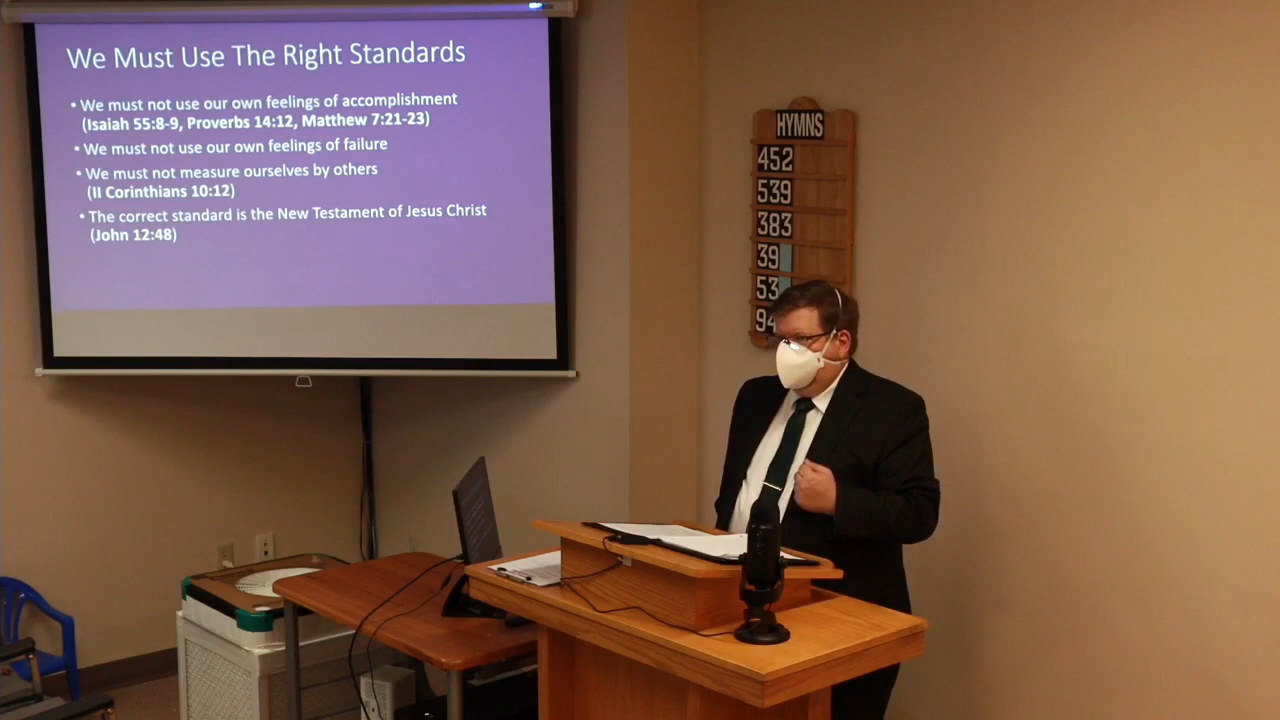 We Must Use The Right Standards
• We must not use our own feelings of accomplishment
(Isaiah 55:8-9, Proverbs 14:12, Matthew 7:21-23)
• We must not use our own feelings of failure
• We must not measure ourselves by others
(II Corinthians 10:12)
• The correct standard is the New Testament of Jesus Christ
(John 12:48)
HYMNS
452
539
383
39
53
94